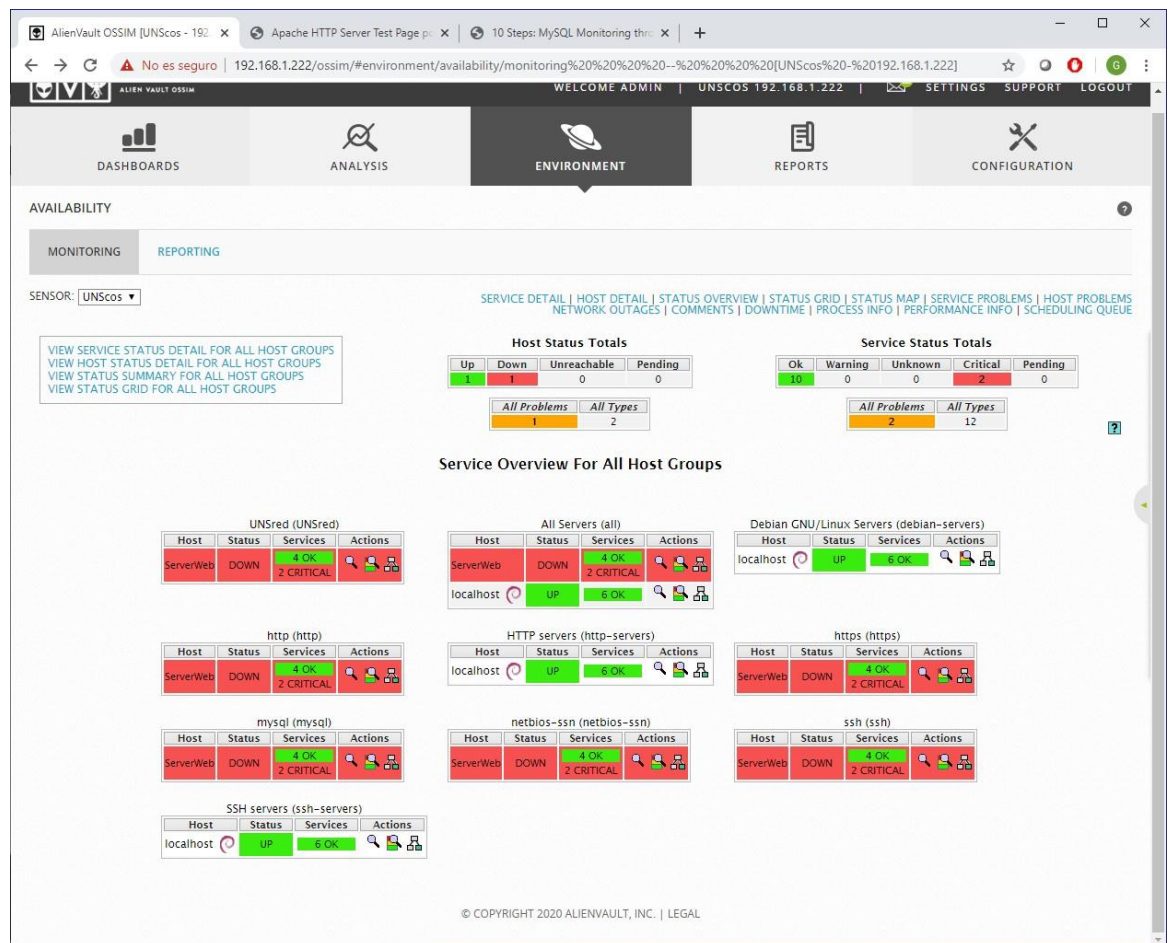 AlienVault OSSIM [UNScos - 192.
Apache HTTP Server Test Page po
10 Steps: MySQL Monitoring thro
No es seguro | 192.168.1.222/ossim/#environment/availability/monitoring%20%20%20%20--%20%20%20%20[UNScos%20-%20192.168.1.222]
G
ALIEN VAULT OSSIM
WELCOME ADMIN | UNSCOS 192.168.1.222 | SETTINGS SUPPORT LOGOUT
DASHBOARDS ANALYSIS ENVIRONMENT REPORTS CONFIGURATION
AVAILABILITY
MONITORING REPORTING
SENSOR: UNScos
SERVICE DETAIL | HOST DETAIL | STATUS OVERVIEW | STATUS GRID | STATUS MAP | SERVICE PROBLEMS | HOST PROBLEMS
NETWORK OUTAGES | COMMENTS | DOWNTIME | PROCESS INFO | PERFORMANCE INFO | SCHEDULING QUEUE
VIEW SERVICE STATUS DETAIL FOR ALL HOST GROUPS
VIEW HOST STATUS DETAIL FOR ALL HOST GROUPS
VIEW STATUS SUMMARY FOR ALL HOST GROUPS
VIEW STATUS GRID FOR ALL HOST GROUPS
Host Status Totals
Up Down Unreachable Pending
1 1 0 0
All Problems All Types
1 2
Service Status Totals
Ok Warning Unknown Critical Pending
10 0 0 2 0
All Problems All Types
2 12
?
Service Overview For All Host Groups
UNSred (UNSred)
Host Status Services Actions
ServerWeb DOWN 4 OK
2 CRITICAL
All Servers (all)
Host Status Services Actions
ServerWeb DOWN 4 OK
2 CRITICAL
localhost UP 6 OK
Debian GNU/Linux Servers (debian-servers)
Host Status Services Actions
localhost UP 6 OK
http (http)
Host Status Services Actions
ServerWeb DOWN 4 OK
2 CRITICAL
HTTP servers (http-servers)
Host Status Services Actions
localhost UP 6 OK
https (https)
Host Status Services Actions
ServerWeb DOWN 4 OK
2 CRITICAL
mysql (mysql)
Host Status Services Actions
ServerWeb DOWN 4 OK
2 CRITICAL
netbios-ssn (netbios-ssn)
Host Status Services Actions
ServerWeb DOWN 4 OK
2 CRITICAL
ssh (ssh)
Host Status Services Actions
ServerWeb DOWN 4 OK
2 CRITICAL
SSH servers (ssh-servers)
Host Status Services Actions
localhost UP 6 OK
© COPYRIGHT 2020 ALIENVAULT, INC. | LEGAL